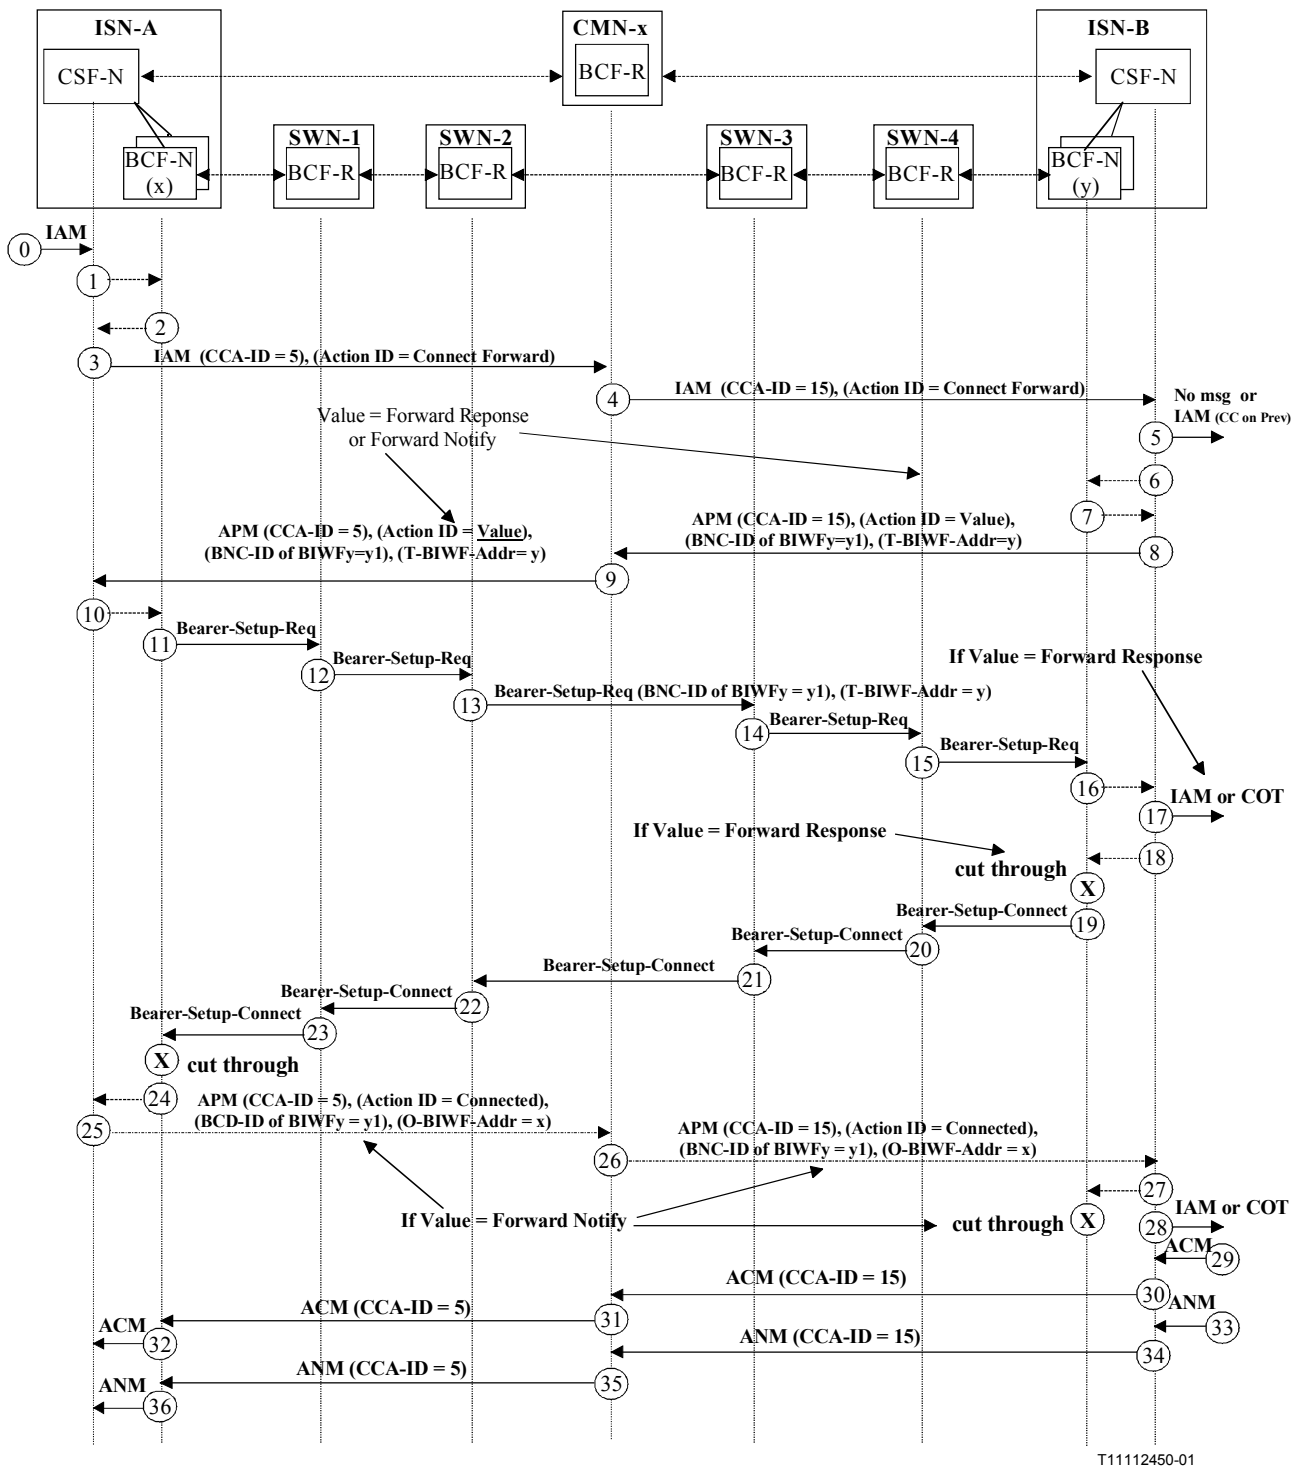 ISN-A
CMN-x
ISN-B
CSF-N
BCF-R
CSF-N
SWN-1
SWN-2
SWN-3
SWN-4
BCF-N
(x)
BCF-R
BCF-R
BCF-R
BCF-R
BCF-N
(y)
0
IAM
1
2
3
IAM (CCA-ID = 5), (Action ID = Connect Forward)
4
IAM (CCA-ID = 15), (Action ID = Connect Forward)
No msg or
IAM (CC on Prev)
5
Value = Forward Reponse
or Forward Notify
6
7
APM (CCA-ID = 5), (Action ID = Value),
(BNC-ID of BIWFy=y1), (T-BIWF-Addr= y)
APM (CCA-ID = 15), (Action ID = Value),
(BNC-ID of BIWFy=y1), (T-BIWF-Addr=y)
8
9
10
11
Bearer-Setup-Req
12
Bearer-Setup-Req
If Value = Forward Response
13
Bearer-Setup-Req (BNC-ID of BIWFy = y1), (T-BIWF-Addr = y)
14
Bearer-Setup-Req
15
Bearer-Setup-Req
16
17
IAM or COT
If Value = Forward Response
18
cut through
X
Bearer-Setup-Connect
19
Bearer-Setup-Connect
20
Bearer-Setup-Connect
21
Bearer-Setup-Connect
22
Bearer-Setup-Connect
23
X
cut through
24
APM (CCA-ID = 5), (Action ID = Connected),
(BCD-ID of BIWFy = y1), (O-BIWF-Addr = x)
25
APM (CCA-ID = 15), (Action ID = Connected),
(BNC-ID of BIWFy = y1), (O-BIWF-Addr = x)
26
27
If Value = Forward Notify
cut through
X
28
IAM or COT
ACM
29
ACM (CCA-ID = 15)
30
ACM (CCA-ID = 5)
31
ACM
32
ANM
33
ANM (CCA-ID = 15)
34
ANM (CCA-ID = 5)
35
ANM
36
T11112450-01